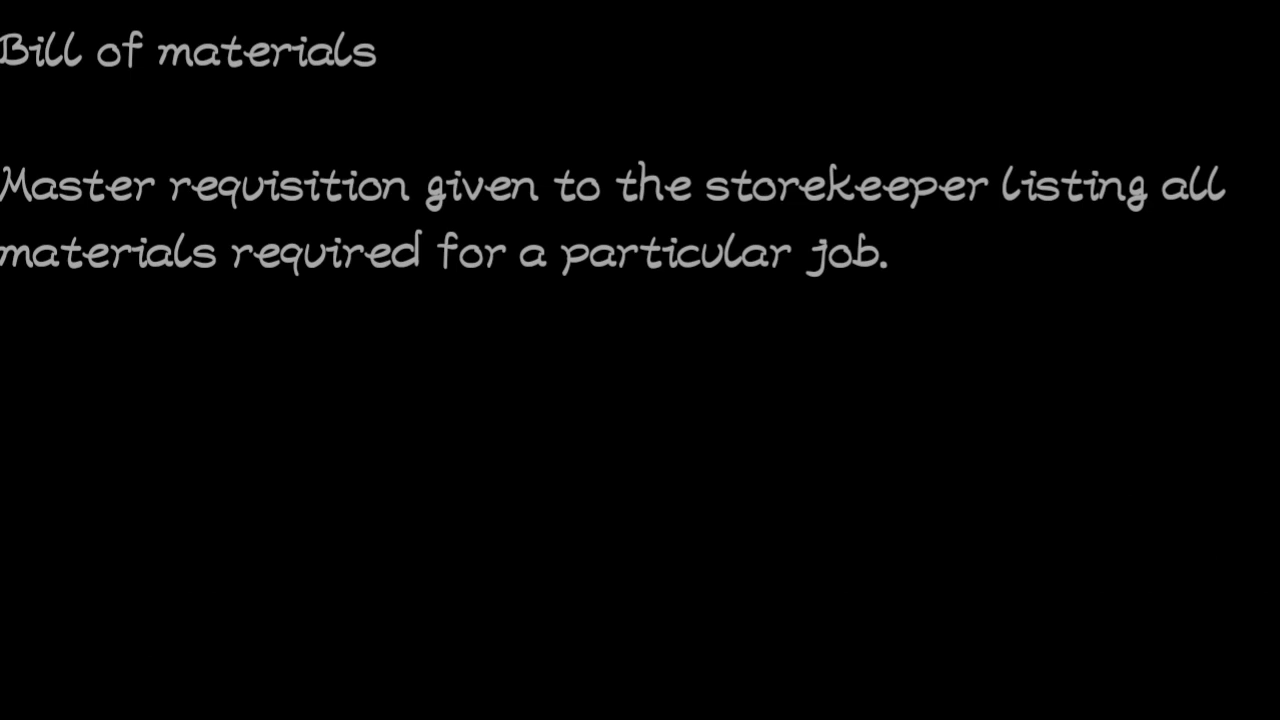 Bill of materials
Master requisition given to the storekeeper listing all
materials required for a particular job.